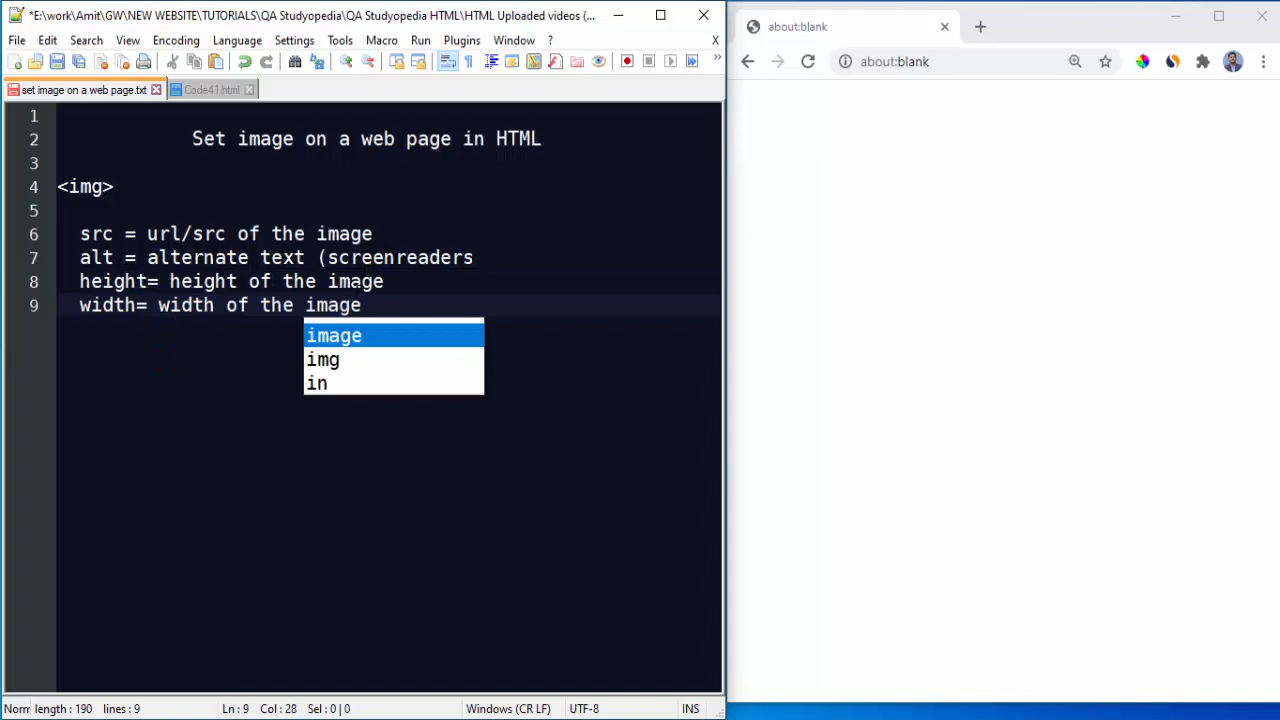 *E:\work\Amit\GW\NEW WEBSITE\TUTORIALS\QA Studyopedia\QA Studyopedia HTML\HTML Uploaded videos (...
File Edit Search View Encoding Language Settings Tools Macro Run Plugins Window ? X
set image on a web page.txt Code41.html
1
2 Set image on a web page in HTML
3
4 <img>
5
6 src = url/src of the image
7 alt = alternate text (screenreaders
8 height= height of the image
9 width= width of the image
image
img
in
Norm length : 190 lines : 9 Ln : 9 Col : 28 Sel : 0 | 0 Windows (CR LF) UTF-8 INS
about:blank
about:blank